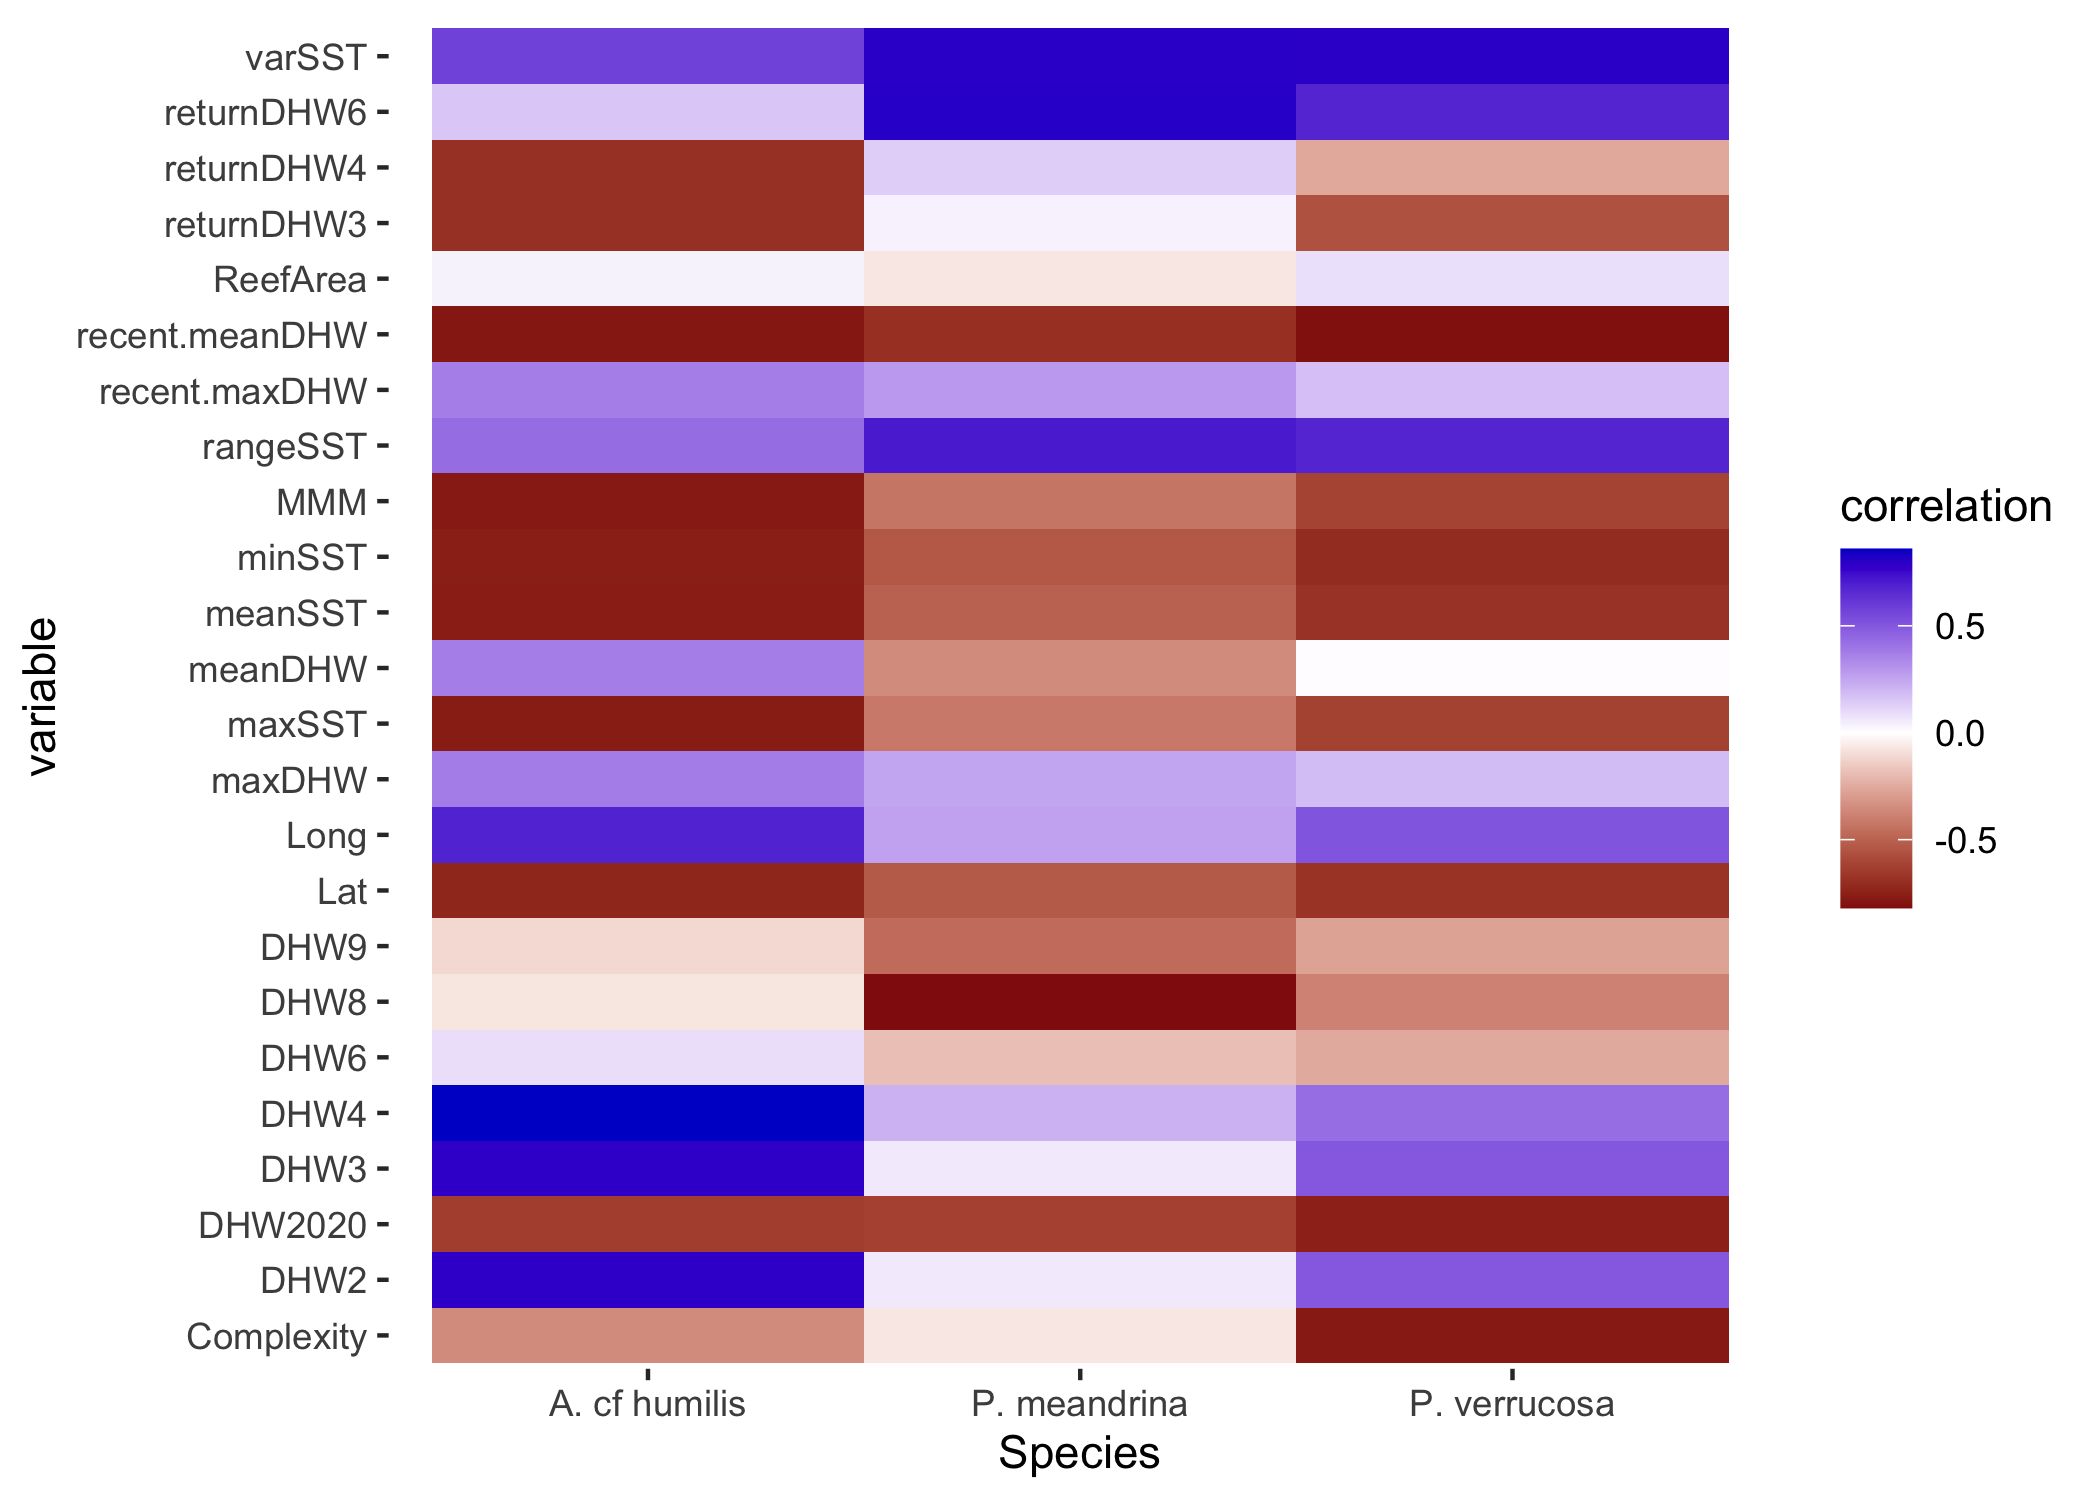 varSST
returnDHW6
returnDHW4
returnDHW3
ReefArea
recent.meanDHW
recent.maxDHW
rangeSST
MMM
minSST
meanSST
meanDHW
maxSST
maxDHW
Long
Lat
DHW9
DHW8
DHW6
DHW4
DHW3
DHW2020
DHW2
Complexity
variable
A. cf humilis
P. meandrina
P. verrucosa
Species
correlation
0.5
0.0
-0.5